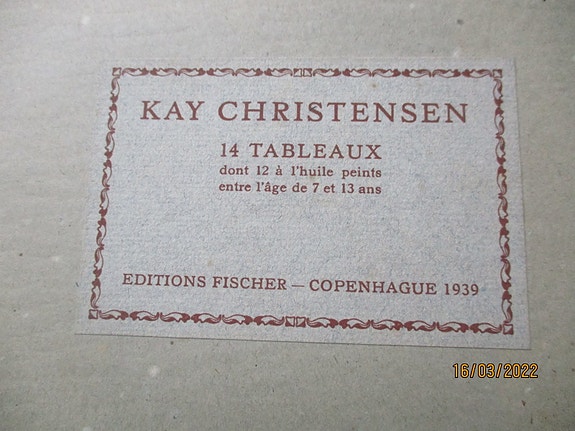 KAY CHRISTENSEN
14 TABLEAUX
dont 12 à l'huile peints
entre l'âge de 7 et 13 ans
EDITIONS FISCHER — COPENHAGUE 1939
16/03/2022